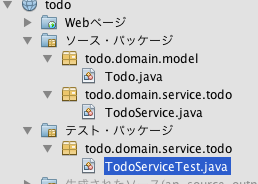 todo
Webページ
ソース・パッケージ
todo.domain.model
Todo.java
todo.domain.service.todo
TodoService.java
テスト・パッケージ
todo.domain.service.todo
TodoServiceTest.java